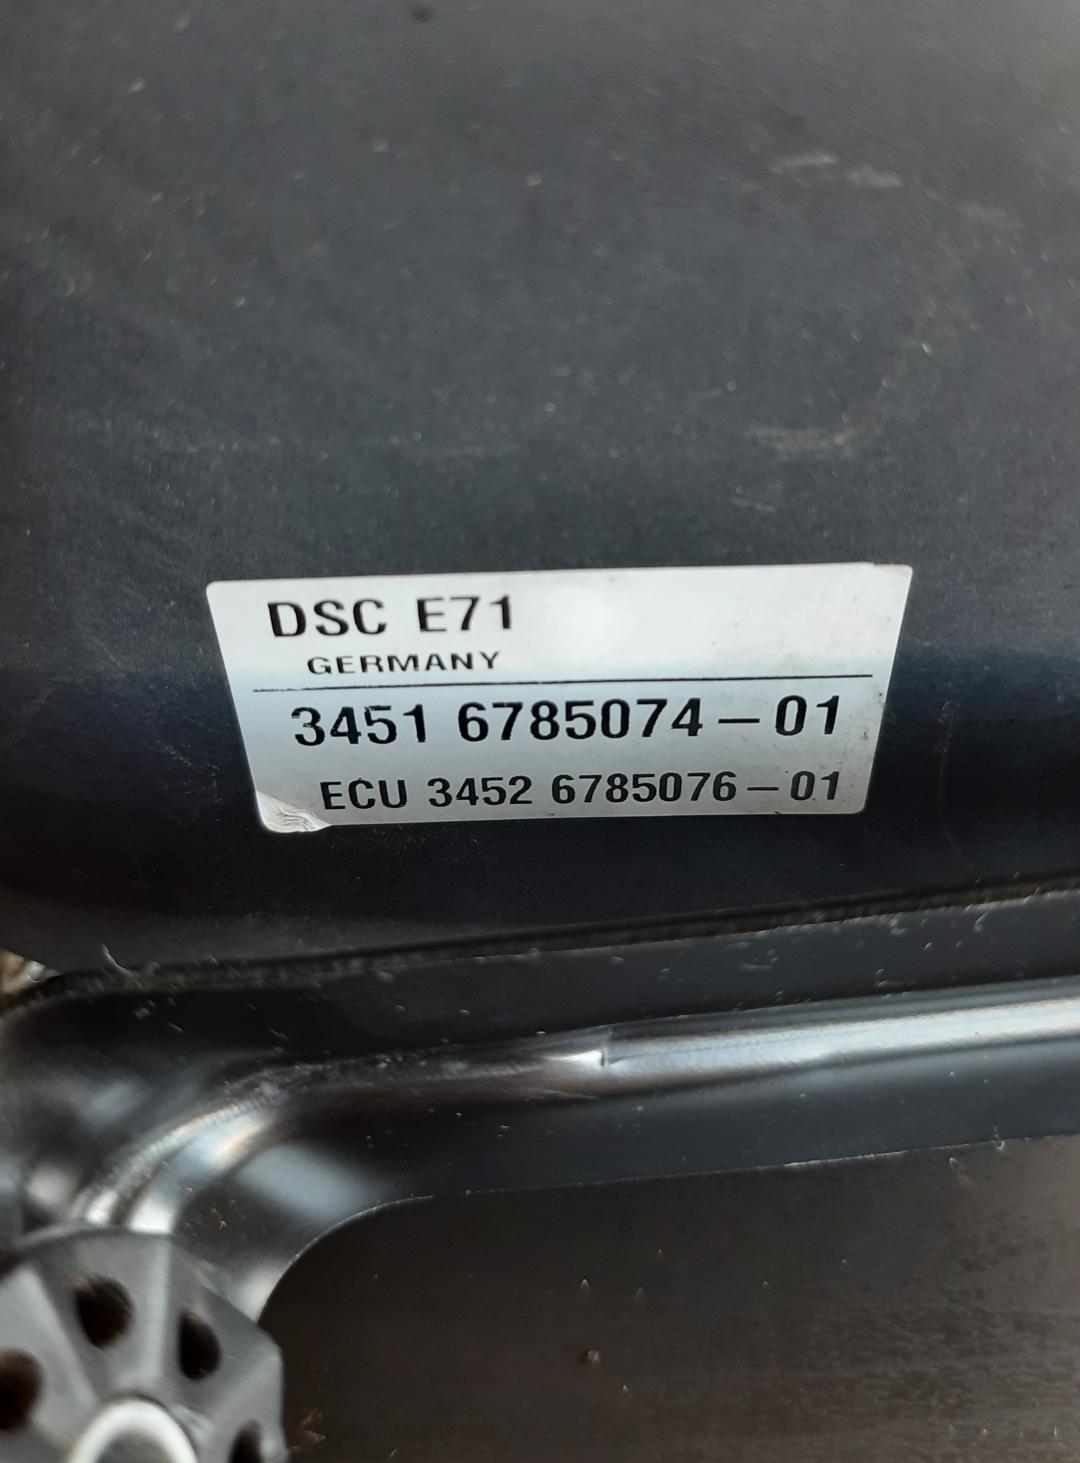 DSC E71
GERMANY
3451 6785074-01
ECU 3452 6785076-01